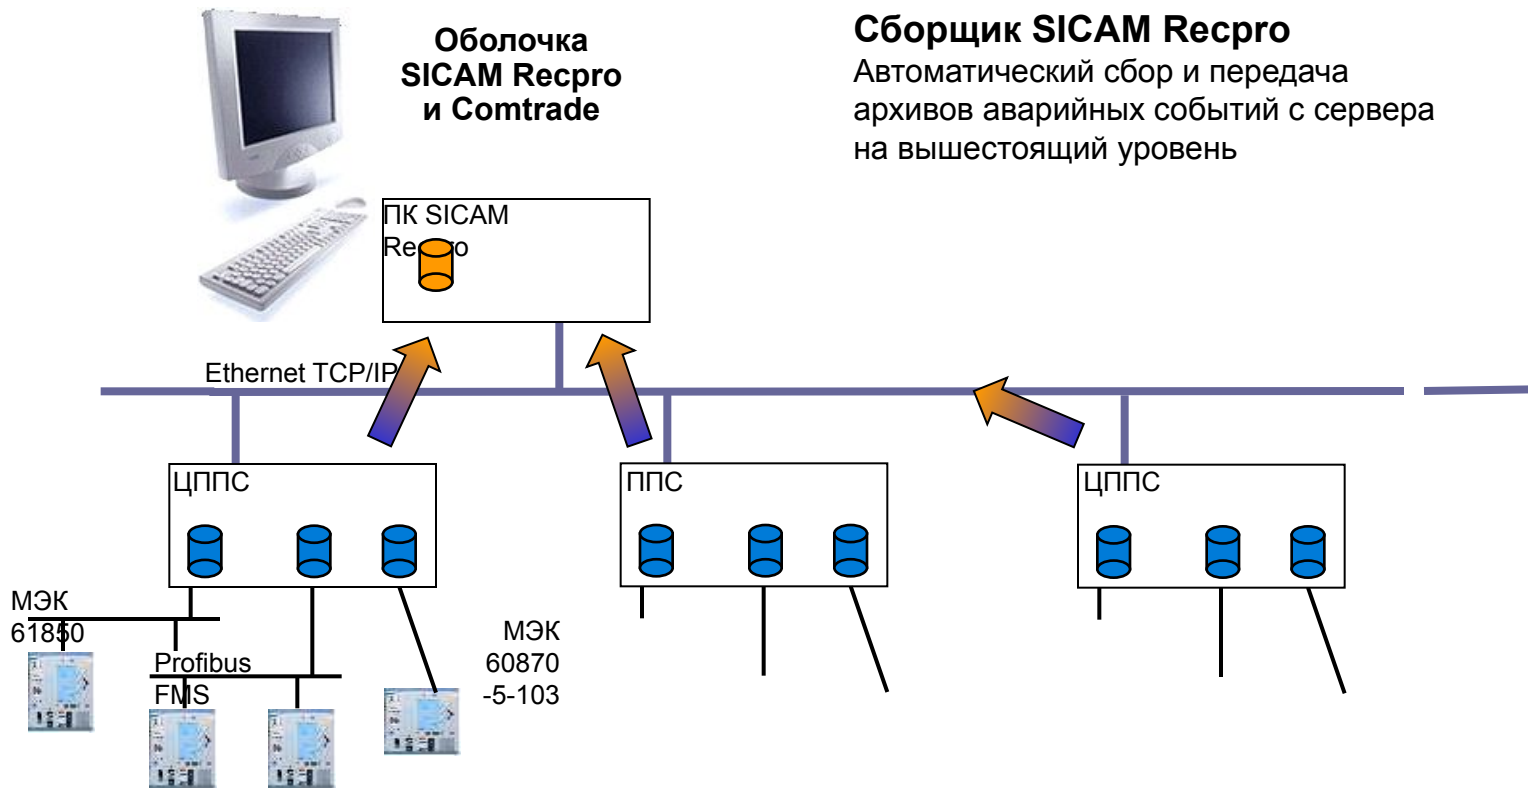 Оболочка
SICAM Recpro
и Comtrade
Сборщик SICAM Recpro
Автоматический сбор и передача
архивов аварийных событий с сервера
на вышестоящий уровень
ПК SICAM
Recpro
Ethernet TCP/IP
ЦППС
ППС
ЦППС
МЭК
61850
Profibus
FMS
МЭК
60870
-5-103